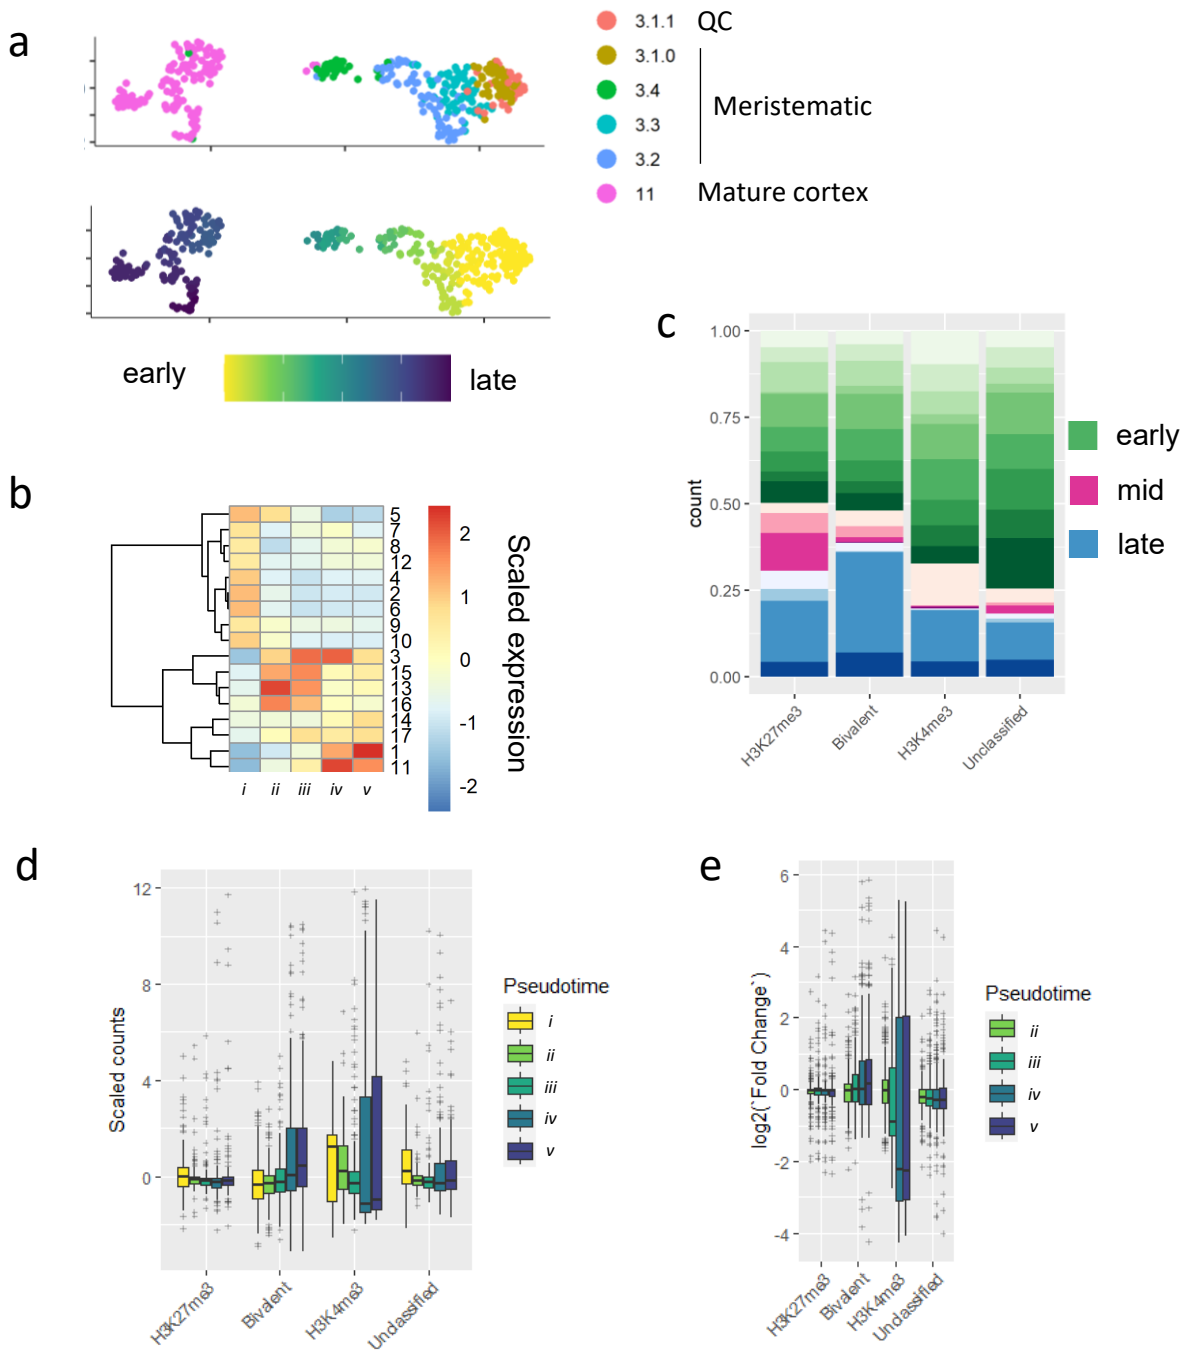 a
3.1.1 QC
3.1.0
3.4
3.3
3.2
Meristematic
11 Mature cortex
early
late
b
5
7
8
12
4
2
6
9
10
3
15
13
16
14
17
1
11
i ii iii iv v
2
1
0
-1
-2
Scaled expression
c
1.00
0.75
0.50
0.25
0.00
count
H3K27me3
Bivalent
H3K4me3
Unclassified
early
mid
late
d
12
8
4
0
Scaled counts
H3K27me3
Bivalent
H3K4me3
Unclassified
Pseudotime
i
ii
iii
iv
v
e
6
4
2
0
-2
-4
log2(`Fold Change`)
H3K27me3
Bivalent
H3K4me3
Unclassified
Pseudotime
ii
iii
iv
v